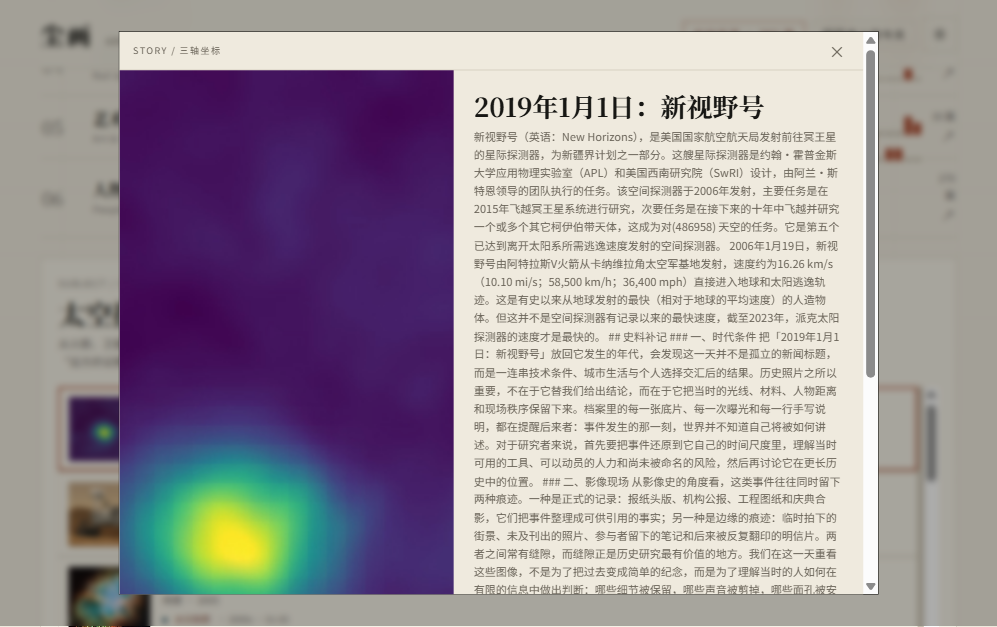 尘画
STORY / 三轴坐标
2019年1月1日：新视野号
新视野号（英语：New Horizons），是美国国家航空航天局发射前往冥王星
的星际探测器，为新疆界计划之一部分。这艘星际探测器是约翰·霍普金斯
大学应用物理实验室（APL）和美国西南研究院（SwRI）设计，由阿兰·斯
特恩领导的团队执行的任务。该空间探测器于2006年发射，主要任务是在
2015年飞越冥王星系统进行研究，次要任务是在接下来的十年中飞越并研究
一个或多个其它柯伊伯带天体，这成为对(486958) 天空的任务。它是第五个
已达到离开太阳系所需逃逸速度发射的空间探测器。 2006年1月19日，新视
野号由阿特拉斯V火箭从卡纳维拉角太空军基地发射，速度约为16.26 km/s
（10.10 mi/s；58,500 km/h；36,400 mph）直接进入地球和太阳逃逸轨
迹。这是有史以来从地球发射的最快（相对于地球的平均速度）的人造物
体。但这并不是空间探测器有记录以来的最快速度，截至2023年，派克太阳
探测器的速度才是最快的。 ## 史料补记 ### 一、时代条件 把「2019年1月1
日：新视野号」放回它发生的年代，会发现这一天并不是孤立的新闻标题，
而是一连串技术条件、城市生活与个人选择交汇后的结果。历史照片之所以
重要，不在于它替我们给出结论，而在于它把当时的光线、材料、人物距离
和现场秩序保留下来。档案里的每一张底片、每一次曝光和每一行手写说
明，都在提醒后来者：事件发生的那一刻，世界并不知道自己将被如何讲
述。对于研究者来说，首先要把事件还原到它自己的时间尺度里，理解当时
可用的工具、可以动员的人力和尚未被命名的风险，然后再讨论它在更长历
史中的位置。 ### 二、影像现场 从影像史的角度看，这类事件往往同时留下
两种痕迹。一种是正式的记录：报纸头版、机构公报、工程图纸和庆典合
影，它们把事件整理成可供引用的事实；另一种是边缘的痕迹：临时拍下的
街景、未及刊出的照片、参与者留下的笔记和后来被反复翻印的明信片。两
者之间常有缝隙，而缝隙正是历史研究最有价值的地方。我们在这一天重看
这些图像，不是为了把过去变成简单的纪念，而是为了理解当时的人如何在
有限的信息中做出判断：哪些细节被保留，哪些声音被剪掉，哪些面孔被安
05
06